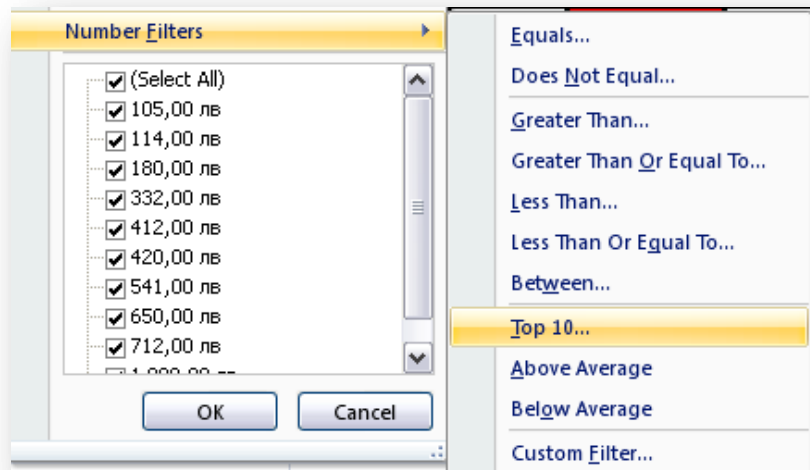 Number Filters
(Select All)
105,00 лв
114,00 лв
180,00 лв
332,00 лв
412,00 лв
420,00 лв
541,00 лв
650,00 лв
712,00 лв
OK
Cancel
Equals...
Does Not Equal...
Greater Than...
Greater Than Or Equal To...
Less Than...
Less Than Or Equal To...
Between...
Top 10...
Above Average
Below Average
Custom Filter...